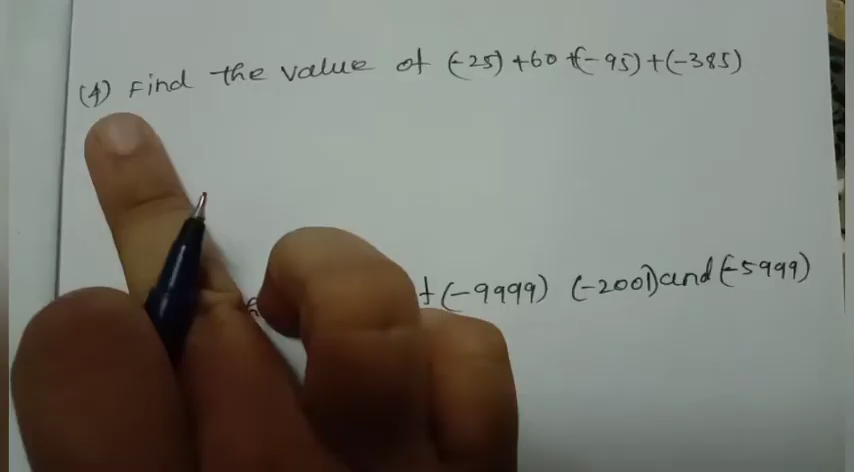 (4) Find the value of (-25) +60 +(-95)+(-385)
(-9999) (-2001) and (-5999)